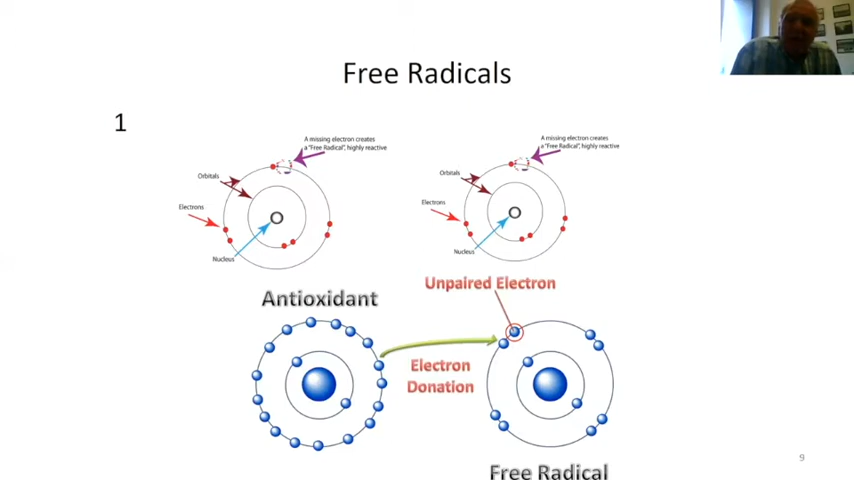 Free Radicals
1
A missing electron creates
a "Free Radical", highly reactive
Orbitals
Electrons
Nucleus
A missing electron creates
a "Free Radical", highly reactive
Orbitals
Electrons
Nucleus
Unpaired Electron
Antioxidant
Electron
Donation
Free Radical
9